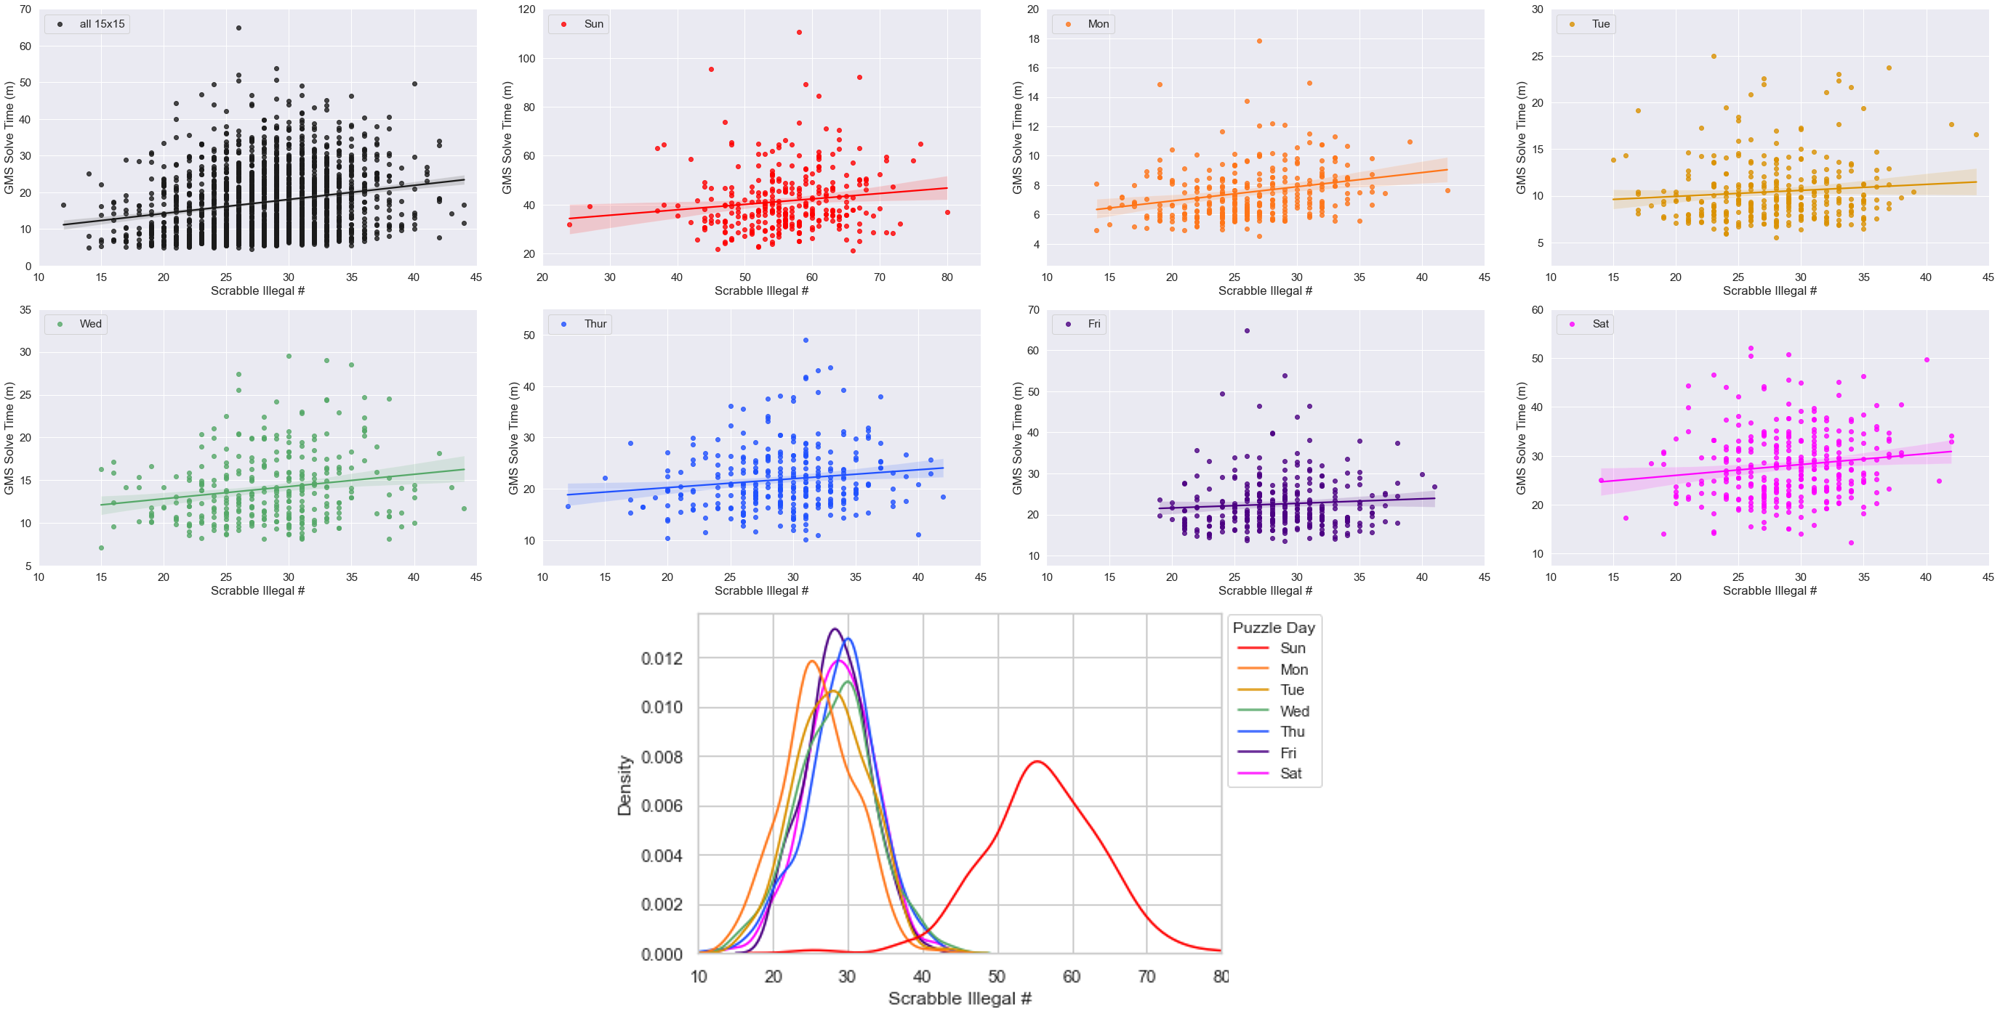 all 15x15
GMS Solve Time (m)
70
60
50
40
30
20
10
0
10 15 20 25 30 35 40 45
Scrabble Illegal #
Sun
GMS Solve Time (m)
120
100
80
60
40
20
20 30 40 50 60 70 80
Scrabble Illegal #
Mon
GMS Solve Time (m)
20
18
16
14
12
10
8
6
4
10 15 20 25 30 35 40 45
Scrabble Illegal #
Tue
GMS Solve Time (m)
30
25
20
15
10
5
10 15 20 25 30 35 40 45
Scrabble Illegal #
Wed
GMS Solve Time (m)
35
30
25
20
15
10
5
10 15 20 25 30 35 40 45
Scrabble Illegal #
Thur
GMS Solve Time (m)
50
40
30
20
10
10 15 20 25 30 35 40 45
Scrabble Illegal #
Fri
GMS Solve Time (m)
70
60
50
40
30
20
10
10 15 20 25 30 35 40 45
Scrabble Illegal #
Sat
GMS Solve Time (m)
60
50
40
30
20
10
10 15 20 25 30 35 40 45
Scrabble Illegal #
Density
0.012
0.010
0.008
0.006
0.004
0.002
0.000
10 20 30 40 50 60 70 80
Scrabble Illegal #
Puzzle Day
Sun
Mon
Tue
Wed
Thu
Fri
Sat